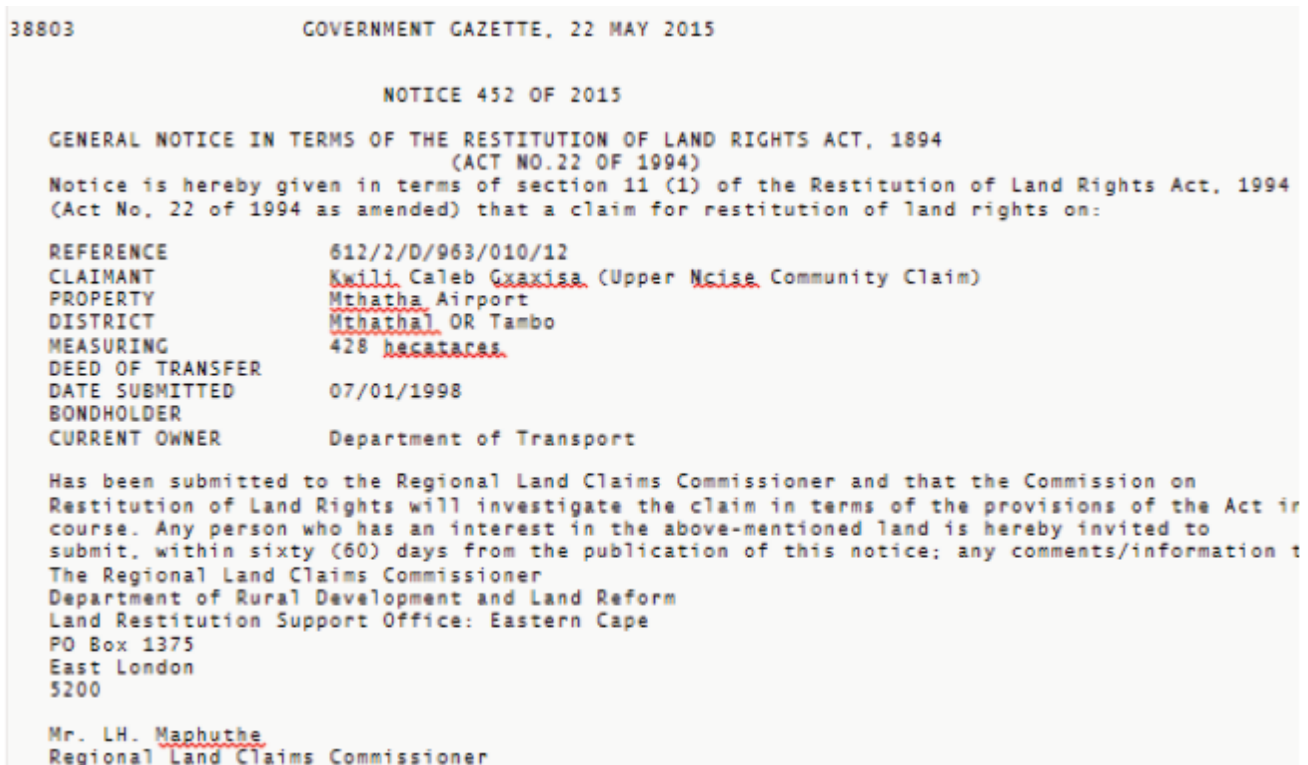 38803 GOVERNMENT GAZETTE, 22 MAY 2015
NOTICE 452 OF 2015
GENERAL NOTICE IN TERMS OF THE RESTITUTION OF LAND RIGHTS ACT, 1894
(ACT NO.22 OF 1994)
Notice is hereby given in terms of section 11 (1) of the Restitution of Land Rights Act, 1994
(Act No, 22 of 1994 as amended) that a claim for restitution of land rights on:
REFERENCE 612/2/D/963/010/12
CLAIMANT Kwili Caleb Gxaxisa (Upper Ncise Community Claim)
PROPERTY Mthatha Airport
DISTRICT Mthathal OR Tambo
MEASURING 428 hecatares
DEED OF TRANSFER
DATE SUBMITTED 07/01/1998
BONDHOLDER
CURRENT OWNER Department of Transport
Has been submitted to the Regional Land Claims Commissioner and that the Commission on
Restitution of Land Rights will investigate the claim in terms of the provisions of the Act in
course. Any person who has an interest in the above-mentioned land is hereby invited to
submit, within sixty (60) days from the publication of this notice; any comments/information t
The Regional Land Claims Commissioner
Department of Rural Development and Land Reform
Land Restitution Support Office: Eastern Cape
PO Box 1375
East London
5200
Mr. LH. Maphuthe
Regional Land Claims Commissioner